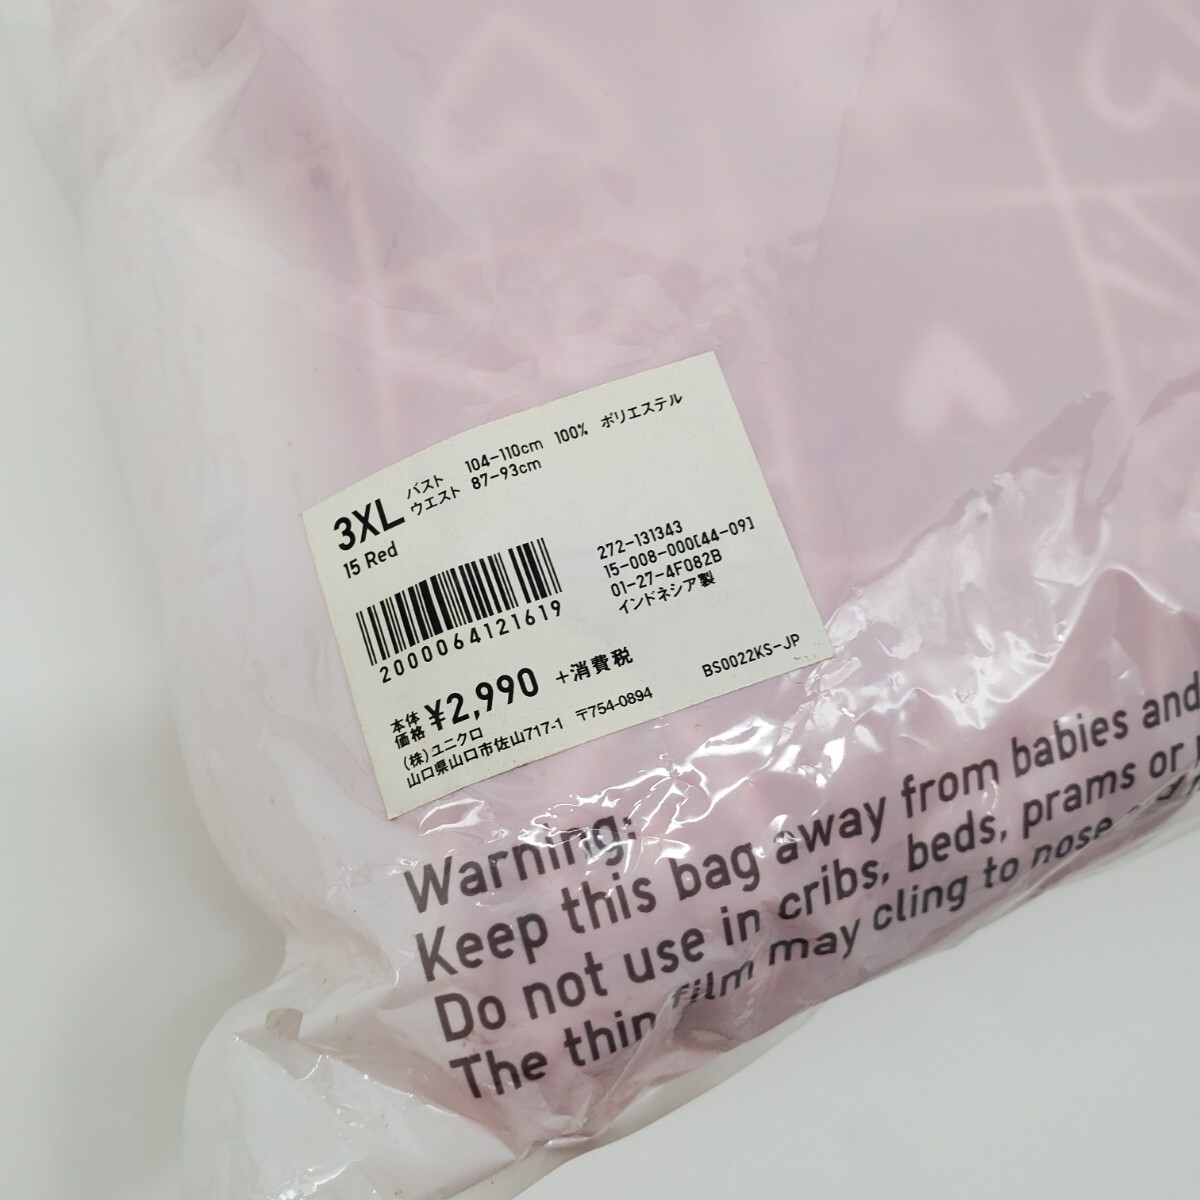 3XL
バスト 104-110cm 100% ポリエステル
ウエスト 87-93cm
15 Red
272-131343
15-008-000[44-09]
01-27-4F082B
インドネシア製
2000064121619
本体価格 ¥2,990 +消費税
BS0022KS-JP
(株)ユニクロ
山口県山口市佐山717-1 〒754-0894
Warning:
Keep this bag away from babies and
Do not use in cribs, beds, prams or
The thin film may cling to nose